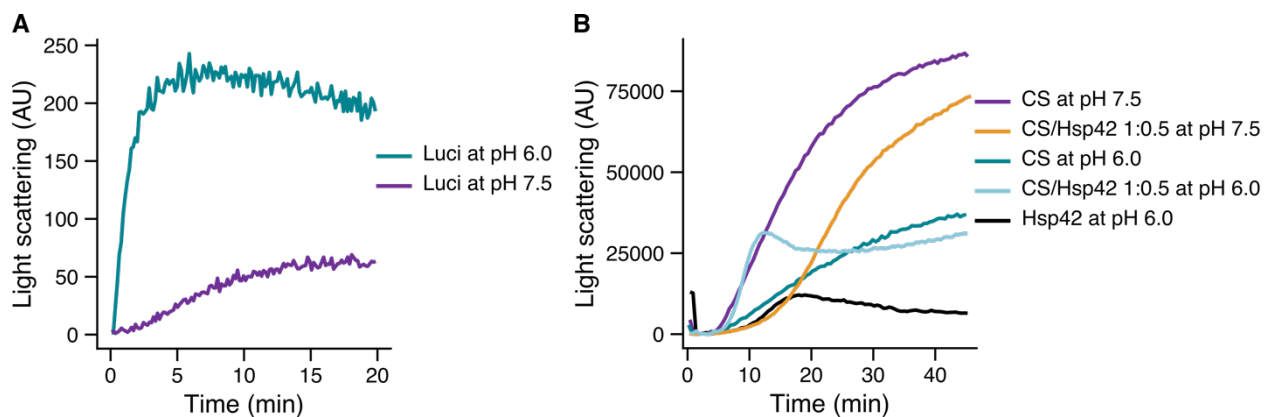 A
Light scattering (AU)
250
200
150
100
50
0
0 5 10 15 20
Time (min)
Luci at pH 6.0
Luci at pH 7.5
B
Light scattering (AU)
75000
50000
25000
0
0 10 20 30 40
Time (min)
CS at pH 7.5
CS/Hsp42 1:0.5 at pH 7.5
CS at pH 6.0
CS/Hsp42 1:0.5 at pH 6.0
Hsp42 at pH 6.0